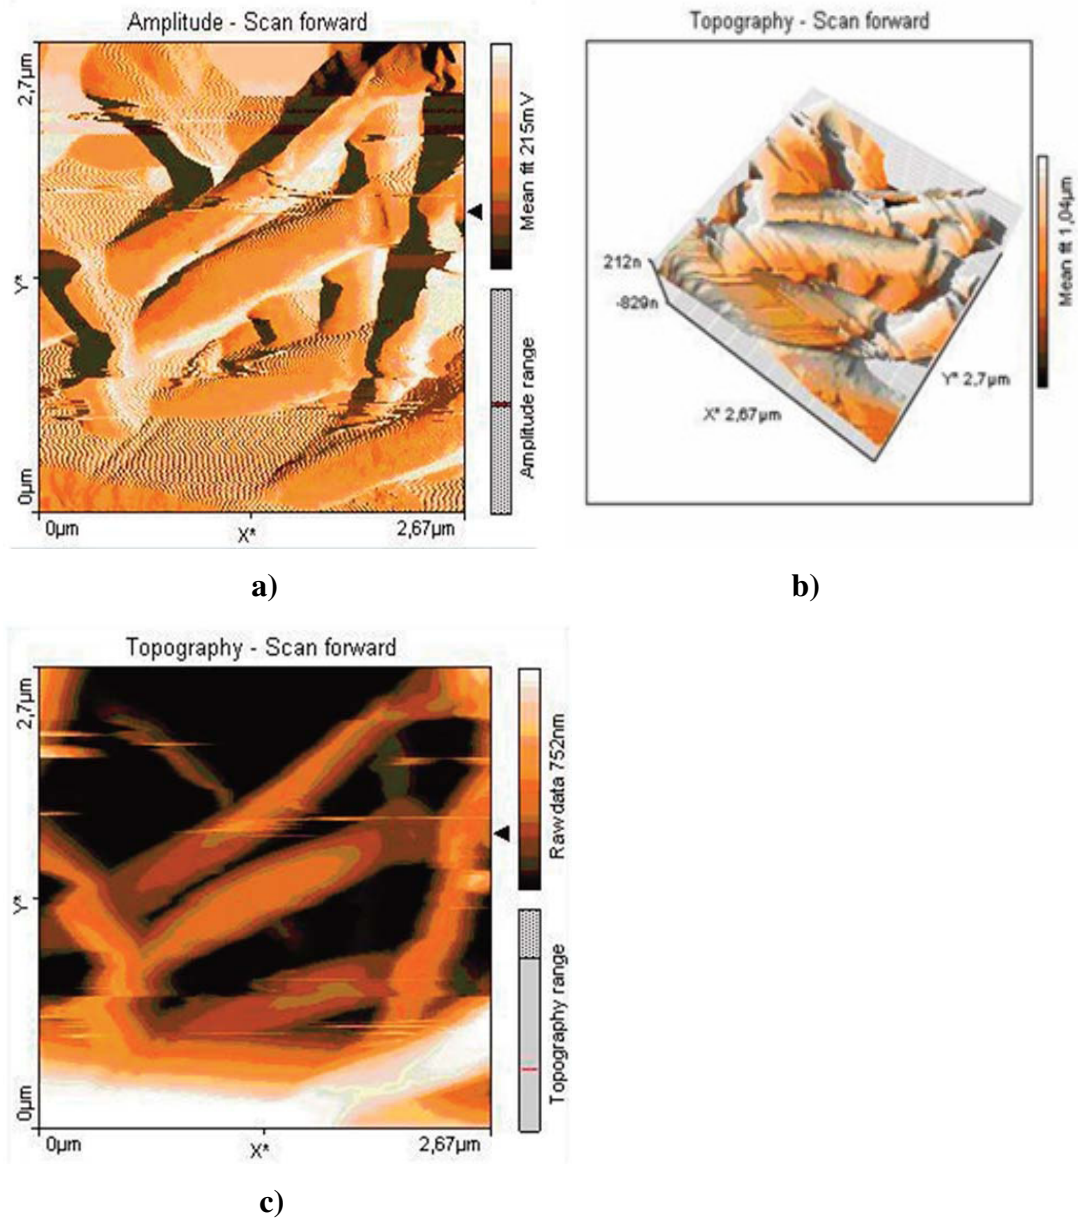 Amplitude - Scan forward
2,7µm
Y*
0µm
0µm
X*
2,67µm
Mean fit 215mV
Amplitude range
a)
Topography - Scan forward
212n
-829n
X* 2,67µm
Y* 2,7µm
Mean fit 1,04µm
b)
Topography - Scan forward
2,7µm
Y*
0µm
0µm
X*
2,67µm
Rawdata 752nm
Topography range
c)